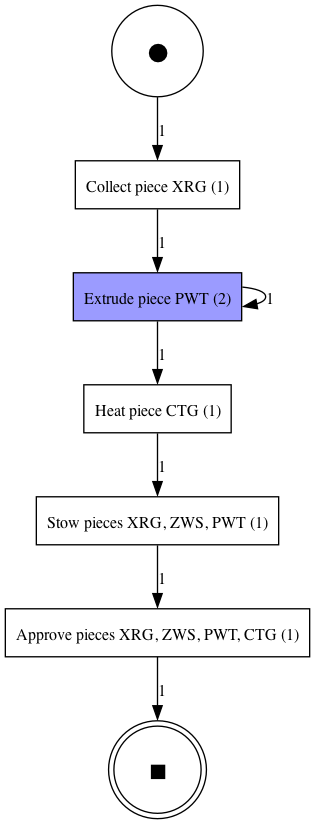 1
Collect piece XRG (1)
1
Extrude piece PWT (2)
1
1
Heat piece CTG (1)
1
Stow pieces XRG, ZWS, PWT (1)
1
Approve pieces XRG, ZWS, PWT, CTG (1)
1